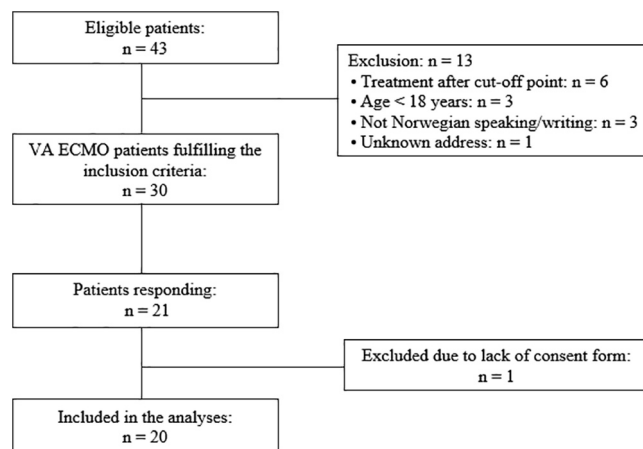 Eligible patients:
n = 43
Exclusion: n = 13
• Treatment after cut-off point: n = 6
• Age < 18 years: n = 3
• Not Norwegian speaking/writing: n = 3
• Unknown address: n = 1
VA ECMO patients fulfilling the
inclusion criteria:
n = 30
Patients responding:
n = 21
Excluded due to lack of consent form:
n = 1
Included in the analyses:
n = 20